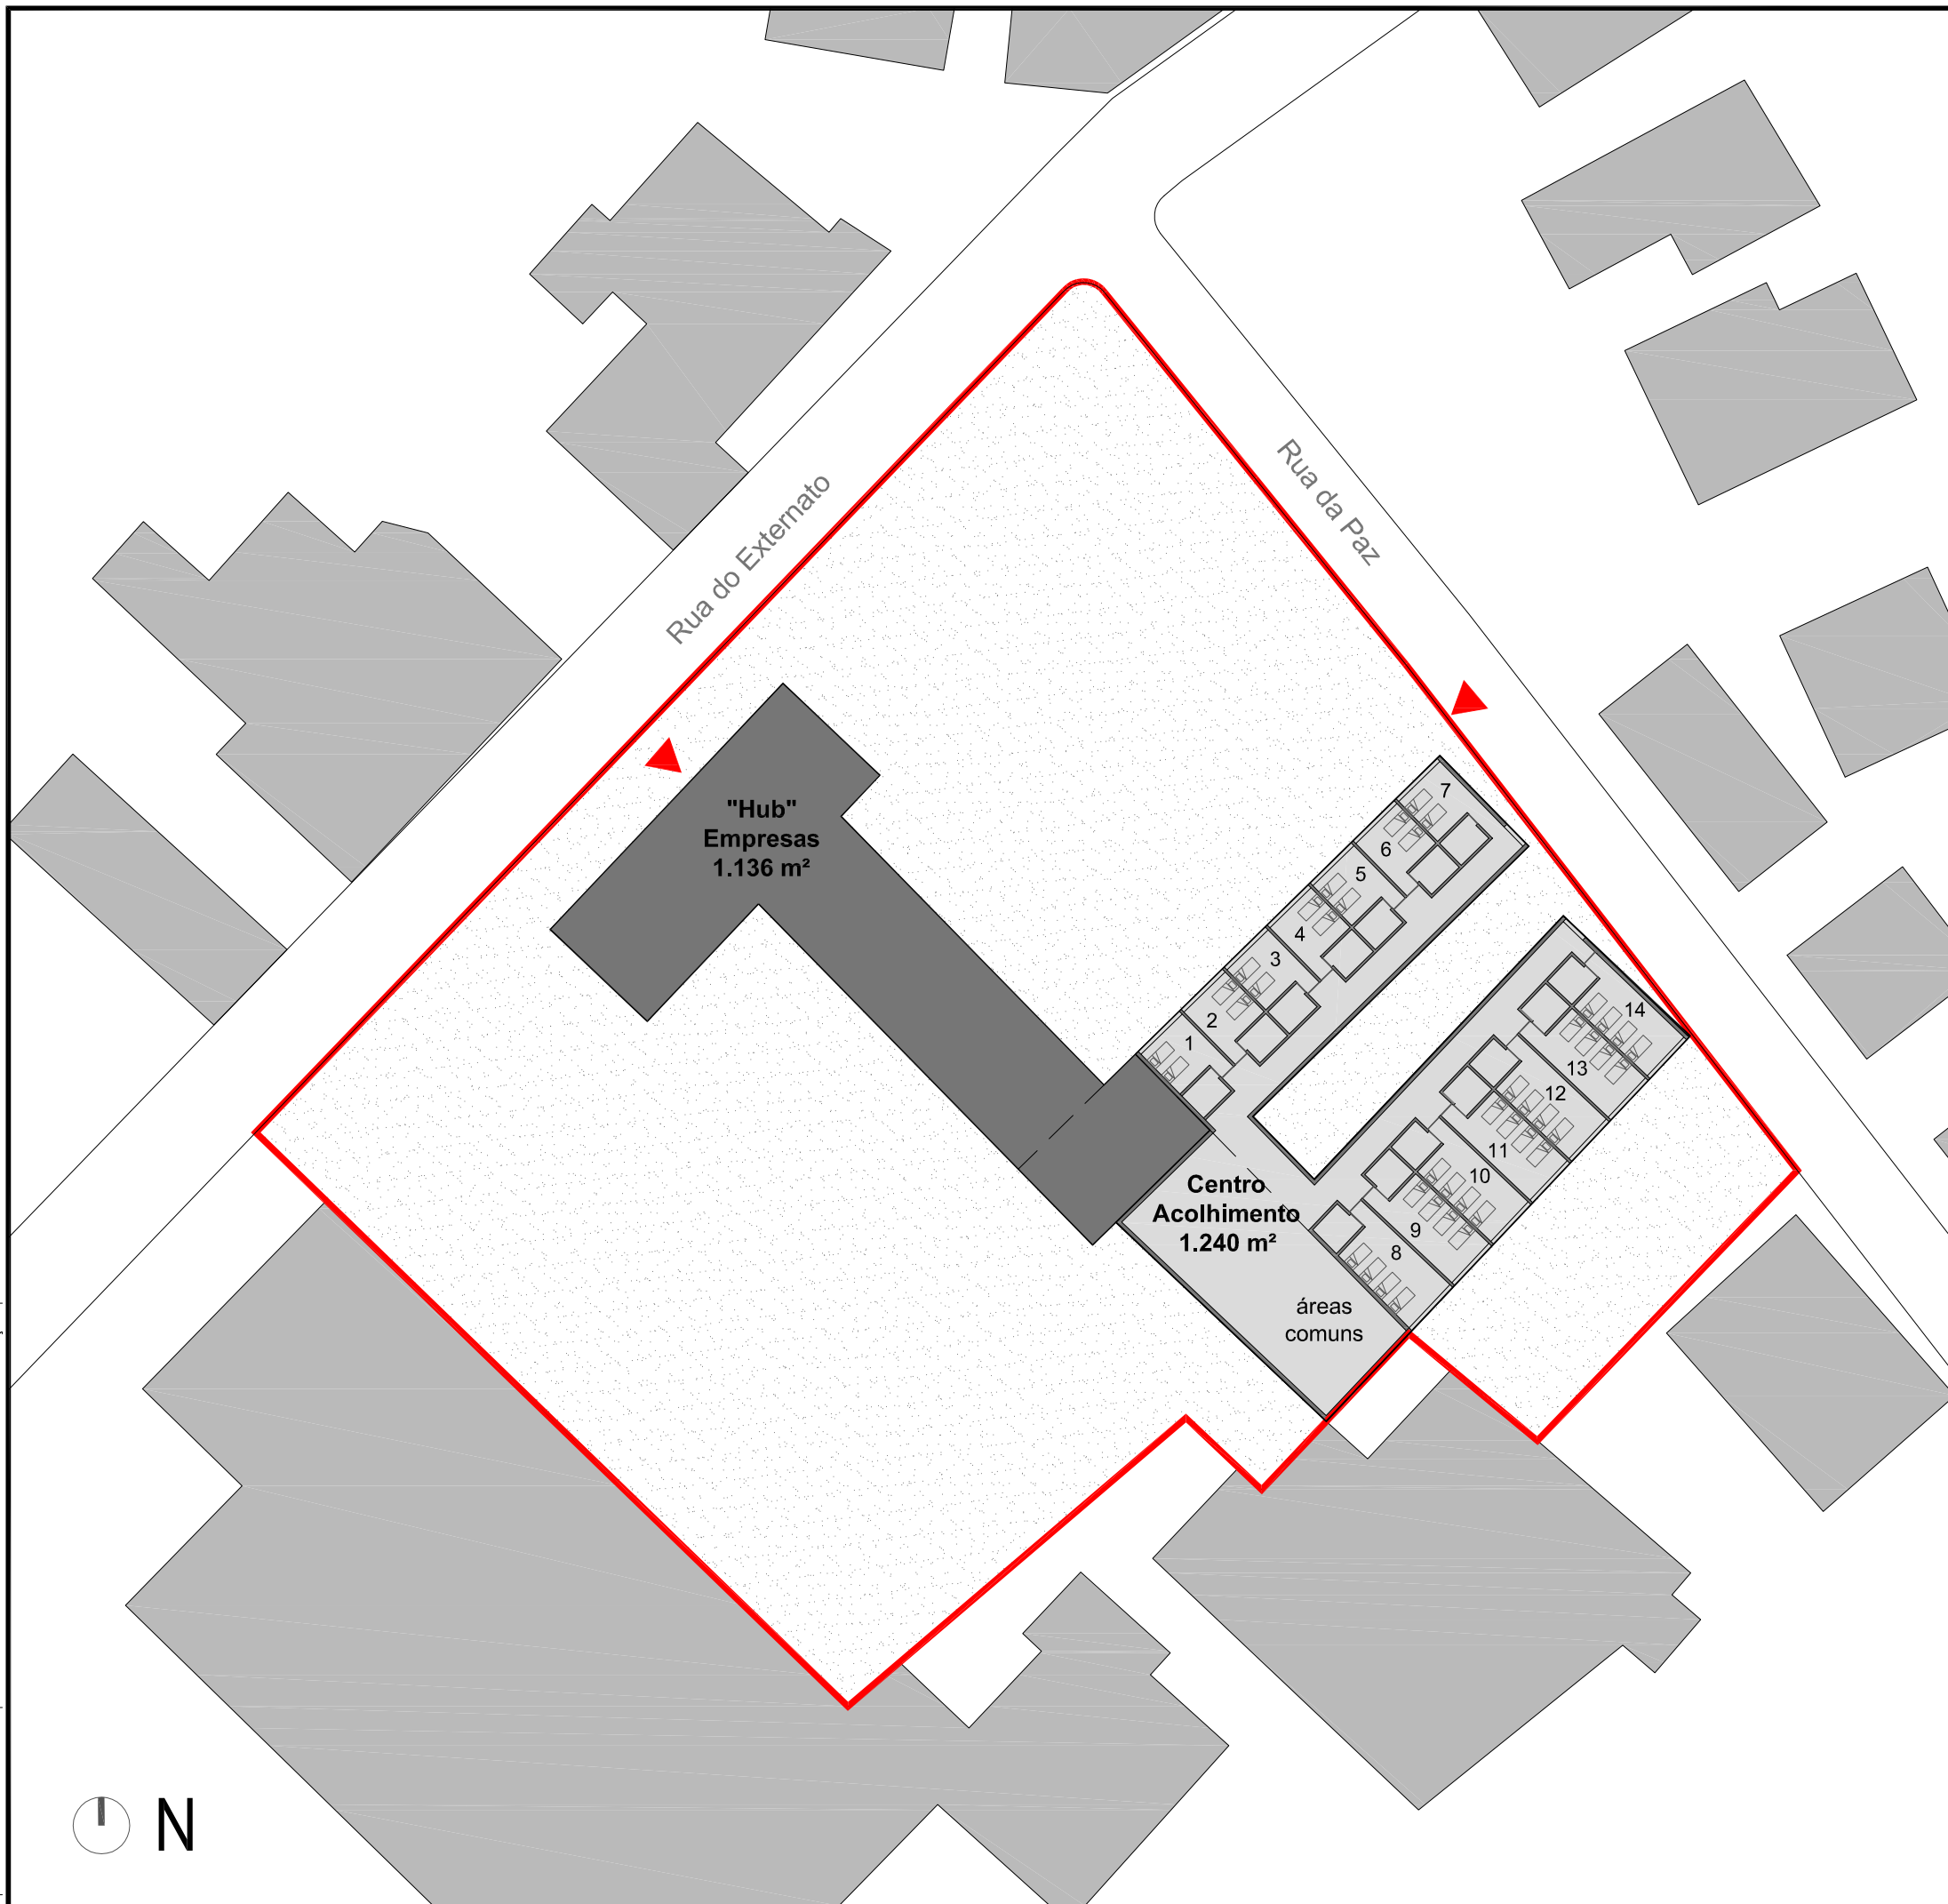 Rua do Externato
Rua da Paz
"Hub"
Empresas
1.136 m²
7
6
5
4
3
2
1
14
13
12
11
10
9
8
Centro
Acolhimento
1.240 m²
áreas
comuns
N